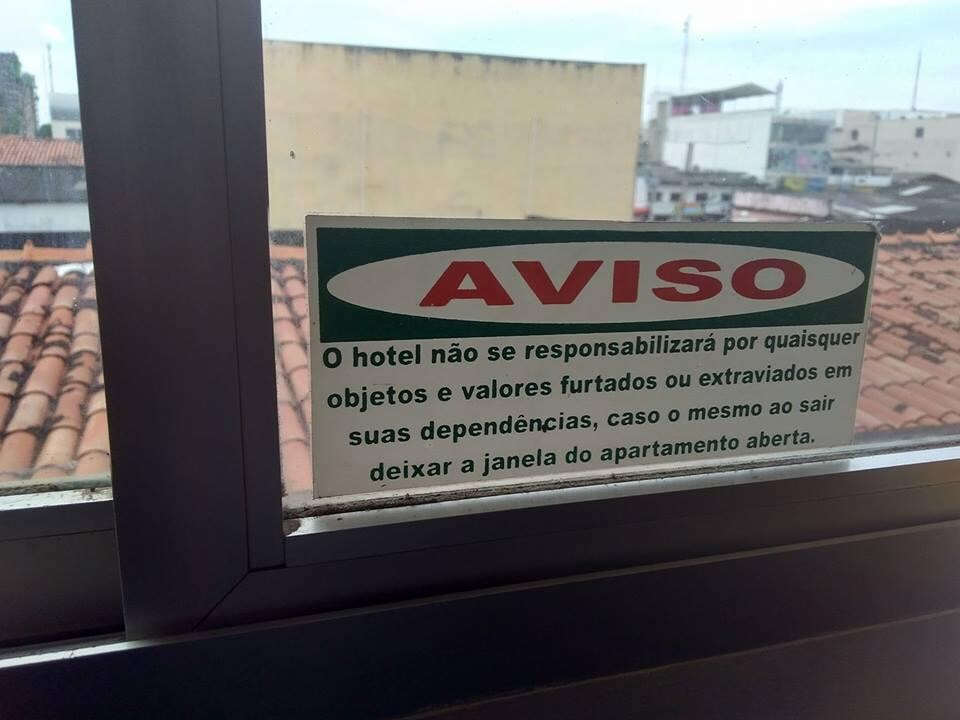 AVISO
O hotel não se responsabilizará por quaisquer
objetos e valores furtados ou extraviados em
suas dependências, caso o mesmo ao sair
deixar a janela do apartamento aberta.